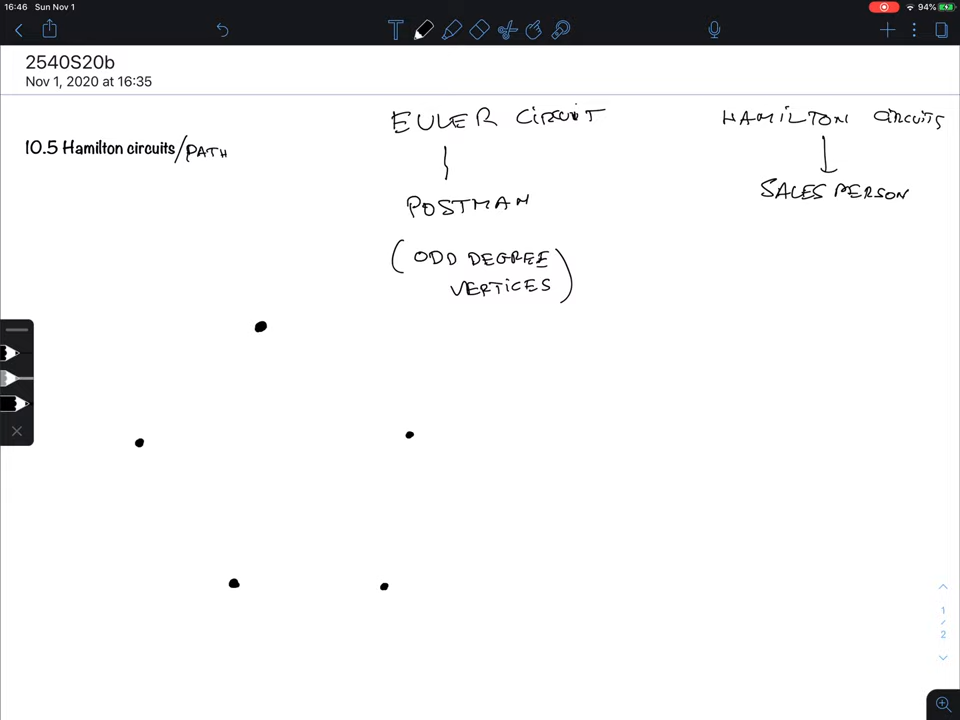 16:46 Sun Nov 1
94%
2540S20b
Nov 1, 2020 at 16:35
10.5 Hamilton circuits/PATH
EULER CIRCUIT
POSTMAN
(ODD DEGREE
VERTICES)
HAMILTON CIRCUITS
SALES PERSON
1
/
2